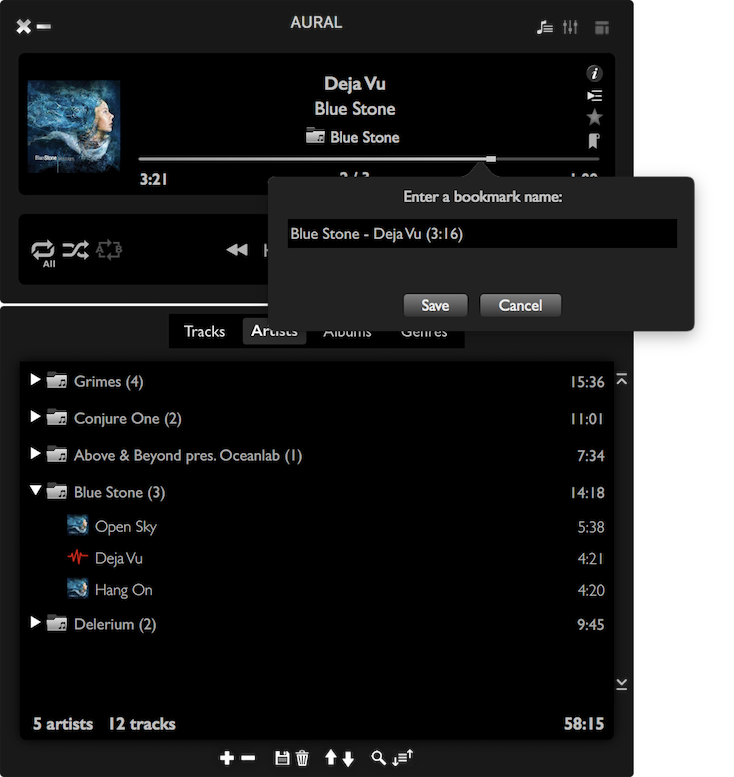 AURAL
Deja Vu
Blue Stone
Blue Stone
3:21
Enter a bookmark name:
Blue Stone - Deja Vu (3:16)
All
A B
Save Cancel
Tracks Artists Albums Genres
Grimes (4) 15:36
Conjure One (2) 11:01
Above & Beyond pres. Oceanlab (1) 7:34
Blue Stone (3) 14:18
Open Sky 5:38
Deja Vu 4:21
Hang On 4:20
Delerium (2) 9:45
5 artists 12 tracks 58:15